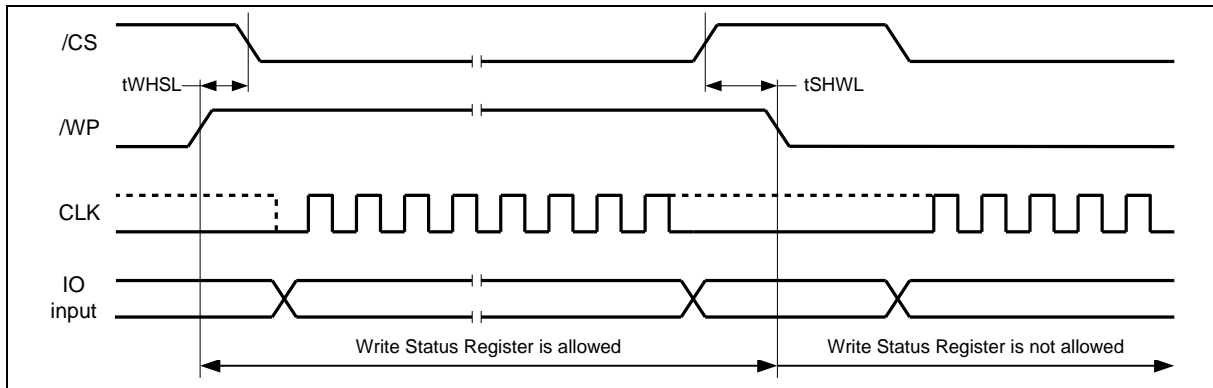 /CS
tWHSL
tSHWL
/WP
CLK
IO
input
Write Status Register is allowed
Write Status Register is not allowed